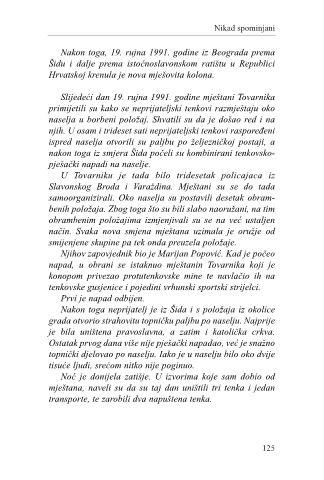 Nikad spominjani
Nakon toga, 19. rujna 1991. godine iz Beograda prema
Šidu i dalje prema istočnoslavonskom ratištu u Republici
Hrvatskoj krenula je nova mješovita kolona.
Slijedeći dan 19. rujna 1991. godine mještani Tovarnika
primijetili su kako se neprijateljski tenkovi razmještaju oko
naselja u borbeni položaj. Shvatili su da je došao red i na
njih. U osam i trideset sati neprijateljski tenkovi raspoređeni
ispred naselja otvorili su paljbu po željezničkoj postaji, a
nakon toga iz smjera Šida počeli su kombinirani tenkovsko-
pješački napadi na naselje.
U Tovarniku je tada bilo tridesetak policajaca iz
Slavonskog Broda i Varaždina. Mještani su se do tada
samoorganizirali. Oko naselja su postavili desetak obram-
benih položaja. Zbog toga što su bili slabo naoružani, na tim
obrambenim položajima izmjenjivali su se na već ustaljen
način. Svaka nova smjena mještana uzimala je oružje od
smijenjene skupine pa tek onda preuzela položaje.
Njihov zapovjednik bio je Marijan Popović. Kad je počeo
napad, u obrani se istaknuo mještanin Tovarnika koji je
konopom privezao protutenkovske mine te navlačio ih na
tenkovske gusjenice i pojedini vrhunski sportski strijelci.
Prvi je napad odbijen.
Nakon toga neprijatelj je iz Šida i s položaja iz okolice
grada otvorio strahovitu topničku paljbu po naselju. Najprije
je bila uništena pravoslavna, a zatim i katolička crkva.
Ostatak prvog dana više nije pješački napadao, već je snažno
topnički djelovao po naselju. Iako je u naselju bilo oko dvije
tisuće ljudi, srećom nitko nije poginuo.
Noć je donijela zatišje. U izvorima koje sam dobio od
mještana, naveli su da su taj dan uništili tri tenka i jedan
transporte, te zarobili dva napuštena tenka.
125